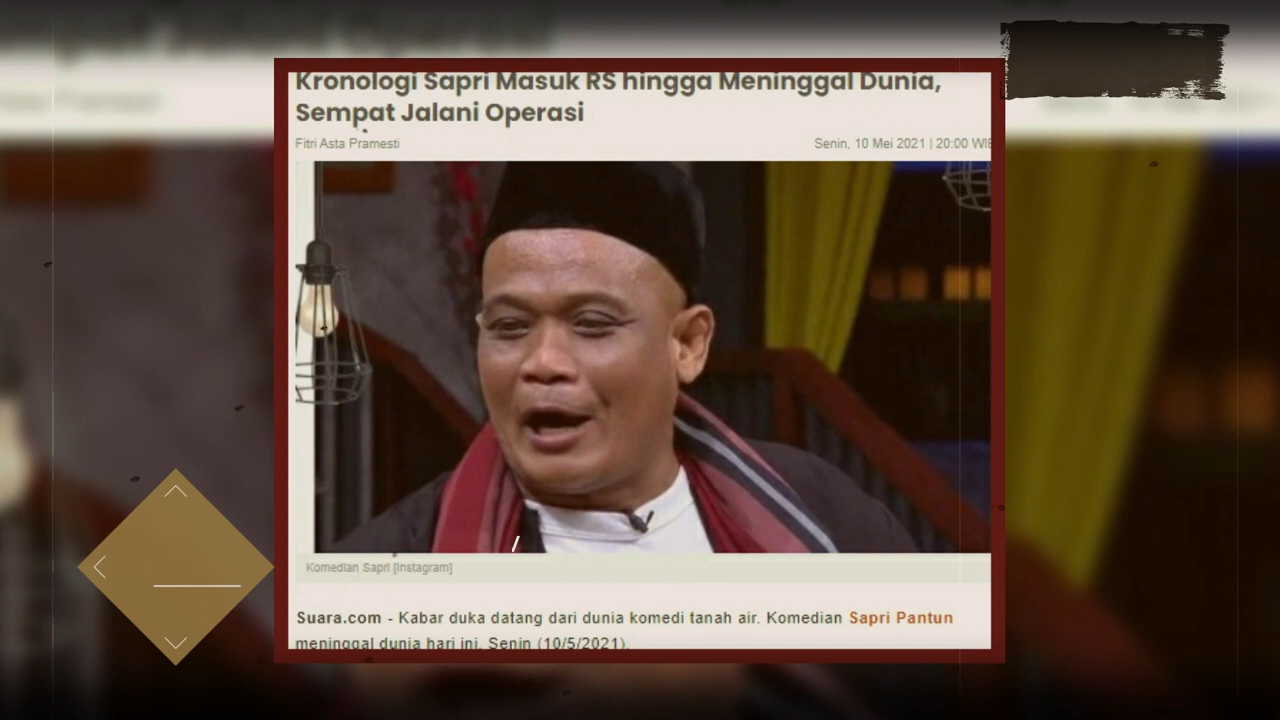 Kronologi Sapri Masuk RS hingga Meninggal Dunia,
Sempat Jalani Operasi
Fitri Asta Pramesti
Senin, 10 Mei 2021 | 20:00 WIB
Komedian Sapri [Instagram]
Suara.com - Kabar duka datang dari dunia komedi tanah air. Komedian Sapri Pantun
meninggal dunia hari ini, Senin (10/5/2021).